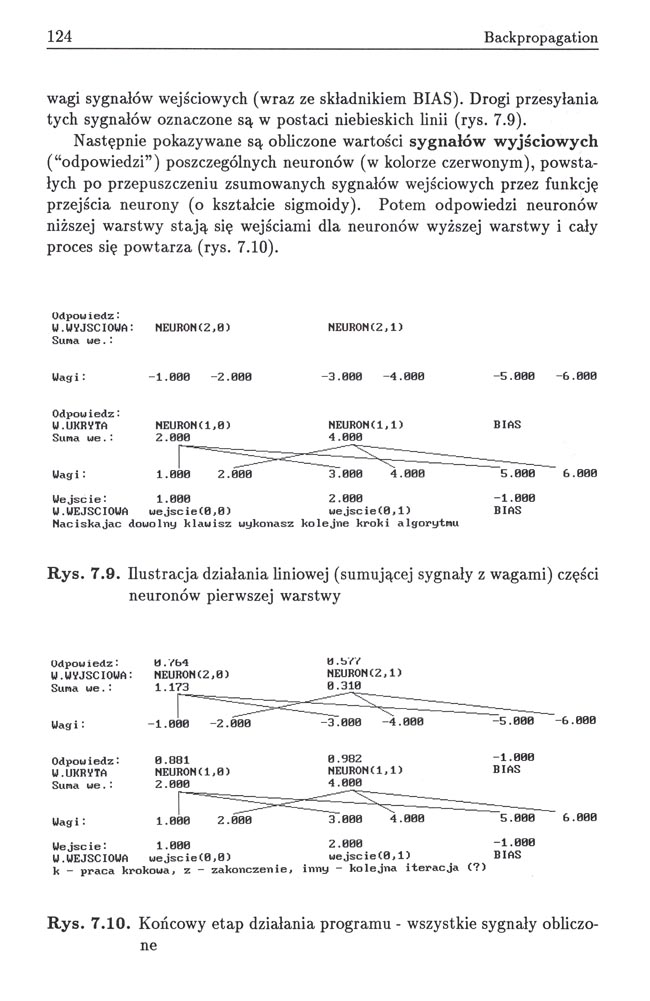 124 Backpropagation
wagi sygnałów wejściowych (wraz ze składnikiem BIAS). Drogi przesyłania
tych sygnałów oznaczone są w postaci niebieskich linii (rys. 7.9).
Następnie pokazywane są obliczone wartości sygnałów wyjściowych
("odpowiedzi") poszczególnych neuronów (w kolorze czerwonym), powsta-
łych po przepuszczeniu zsumowanych sygnałów wejściowych przez funkcję
przejścia neurony (o kształcie sigmoidy). Potem odpowiedzi neuronów
niższej warstwy stają się wejściami dla neuronów wyższej warstwy i cały
proces się powtarza (rys. 7.10).
Odpowiedz:
W.WYJSCIOWA: NEURON(2,0) NEURON(2,1)
Suma we.:
Wagi: -1.000 -2.000 -3.000 -4.000 -5.000 -6.000
Odpowiedz:
W.UKRYTA NEURON(1,0) NEURON(1,1) BIAS
Suma we.: 2.000 4.000
Wagi: 1.000 2.000 3.000 4.000 5.000 6.000
Wejscie: 1.000 2.000 -1.000
W.WEJSCIOWA wejscie(0,0) wejscie(0,1) BIAS
Naciskajac dowolny klawisz wykonasz kolejne kroki algorytmu
Rys. 7.9. Ilustracja działania liniowej (sumującej sygnały z wagami) części
neuronów pierwszej warstwy
Odpowiedz: 0.764 0.577
W.WYJSCIOWA: NEURON(2,0) NEURON(2,1)
Suma we.: 1.173 0.310
Wagi: -1.000 -2.000 -3.000 -4.000 -5.000 -6.000
Odpowiedz: 0.881 0.982 -1.000
W.UKRYTA NEURON(1,0) NEURON(1,1) BIAS
Suma we.: 2.000 4.000
Wagi: 1.000 2.000 3.000 4.000 5.000 6.000
Wejscie: 1.000 2.000 -1.000
W.WEJSCIOWA wejscie(0,0) wejscie(0,1) BIAS
k - praca krokowa, z - zakonczenie, inny - kolejna iteracja (?)
Rys. 7.10. Końcowy etap działania programu - wszystkie sygnały obliczo-
ne